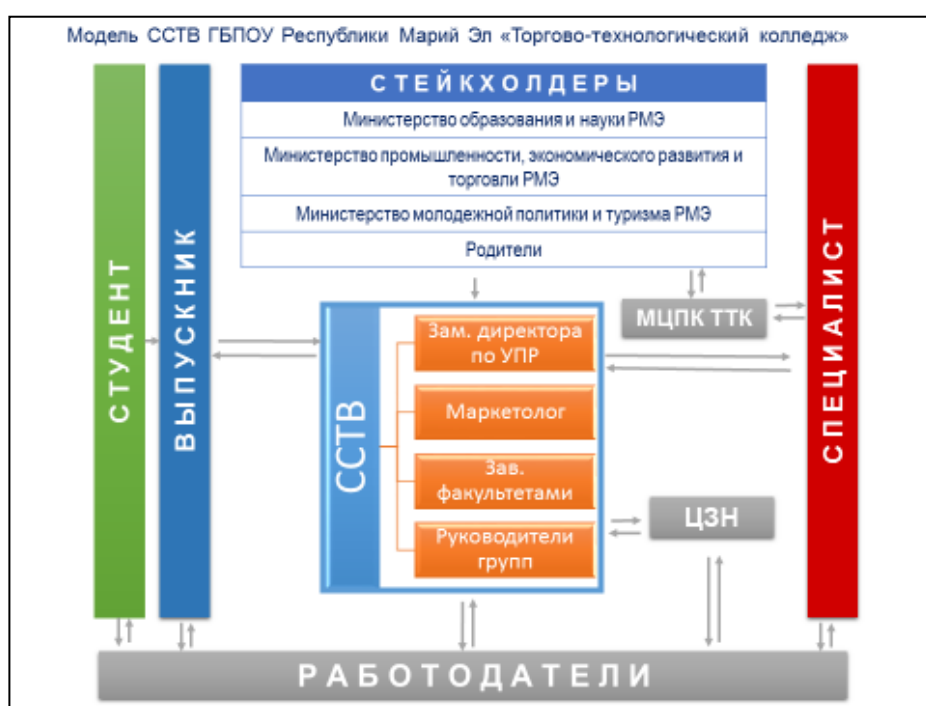 Модель ССТВ ГБПОУ Республики Марий Эл «Торгово-технологический колледж»
СТЕЙКХОЛДЕРЫ
Министерство образования и науки РМЭ
Министерство промышленности, экономического развития и
торговли РМЭ
Министерство молодежной политики и туризма РМЭ
Родители
СТУДЕНТ
ВЫПУСКНИК
ССТВ
Зам. директора
по УПР
Маркетолог
Зав.
факультетами
Руководители
групп
МЦПК ТТК
ЦЗН
СПЕЦИАЛИСТ
РАБОТОДАТЕЛИ